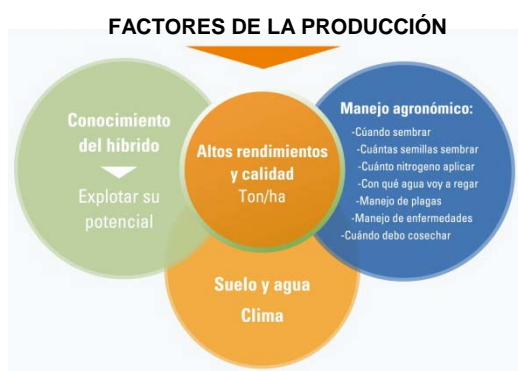 FACTORES DE LA PRODUCCIÓN
Conocimiento
del híbrido
Explotar su
potencial
Altos rendimientos
y calidad
Ton/ha
Manejo agronómico:
-Cúando sembrar
-Cuántas semillas sembrar
-Cuánto nitrogeno aplicar
-Con qué agua voy a regar
-Manejo de plagas
-Manejo de enfermedades
-Cuándo debo cosechar
Suelo y agua
Clima